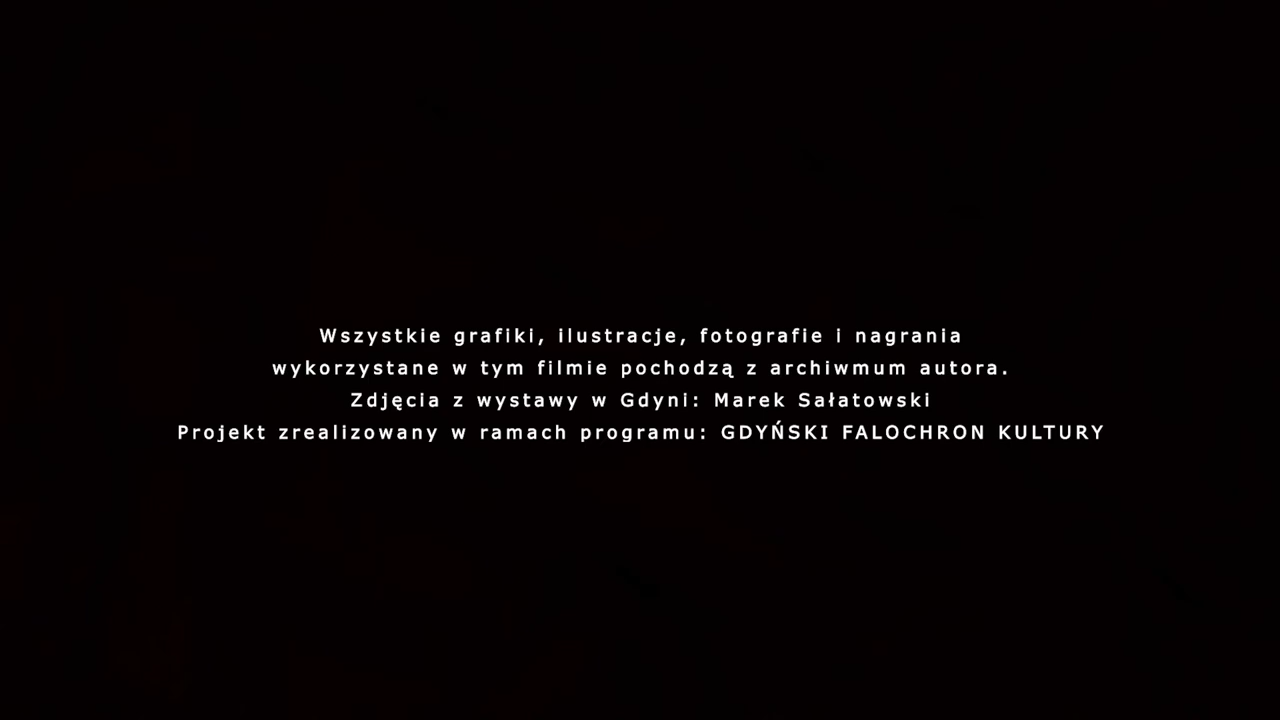 Wszystkie grafiki, ilustracje, fotografie i nagrania
wykorzystane w tym filmie pochodzą z archiwmum autora.
Zdjęcia z wystawy w Gdyni: Marek Sałatowski
Projekt zrealizowany w ramach programu: GDYŃSKI FALOCHRON KULTURY